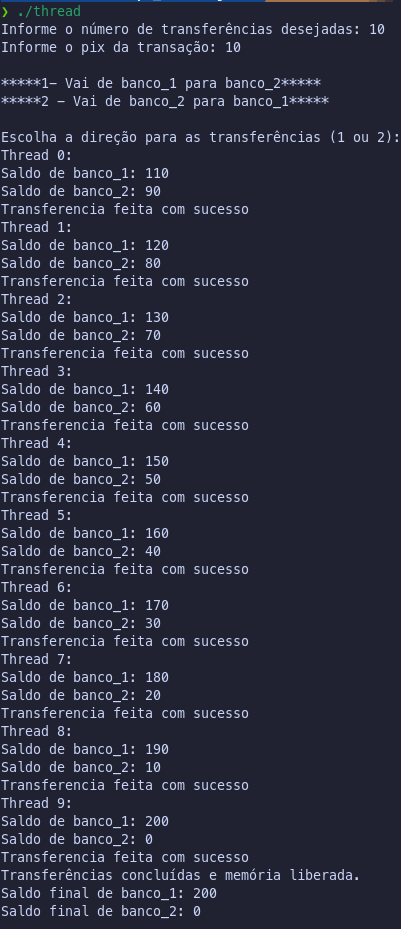 ❯ ./thread
Informe o número de transferências desejadas: 10
Informe o pix da transação: 10
*****1- Vai de banco_1 para banco_2*****
*****2 - Vai de banco_2 para banco_1*****
Escolha a direção para as transferências (1 ou 2):
Thread 0:
Saldo de banco_1: 110
Saldo de banco_2: 90
Transferencia feita com sucesso
Thread 1:
Saldo de banco_1: 120
Saldo de banco_2: 80
Transferencia feita com sucesso
Thread 2:
Saldo de banco_1: 130
Saldo de banco_2: 70
Transferencia feita com sucesso
Thread 3:
Saldo de banco_1: 140
Saldo de banco_2: 60
Transferencia feita com sucesso
Thread 4:
Saldo de banco_1: 150
Saldo de banco_2: 50
Transferencia feita com sucesso
Thread 5:
Saldo de banco_1: 160
Saldo de banco_2: 40
Transferencia feita com sucesso
Thread 6:
Saldo de banco_1: 170
Saldo de banco_2: 30
Transferencia feita com sucesso
Thread 7:
Saldo de banco_1: 180
Saldo de banco_2: 20
Transferencia feita com sucesso
Thread 8:
Saldo de banco_1: 190
Saldo de banco_2: 10
Transferencia feita com sucesso
Thread 9:
Saldo de banco_1: 200
Saldo de banco_2: 0
Transferencia feita com sucesso
Transferências concluídas e memória liberada.
Saldo final de banco_1: 200
Saldo final de banco_2: 0